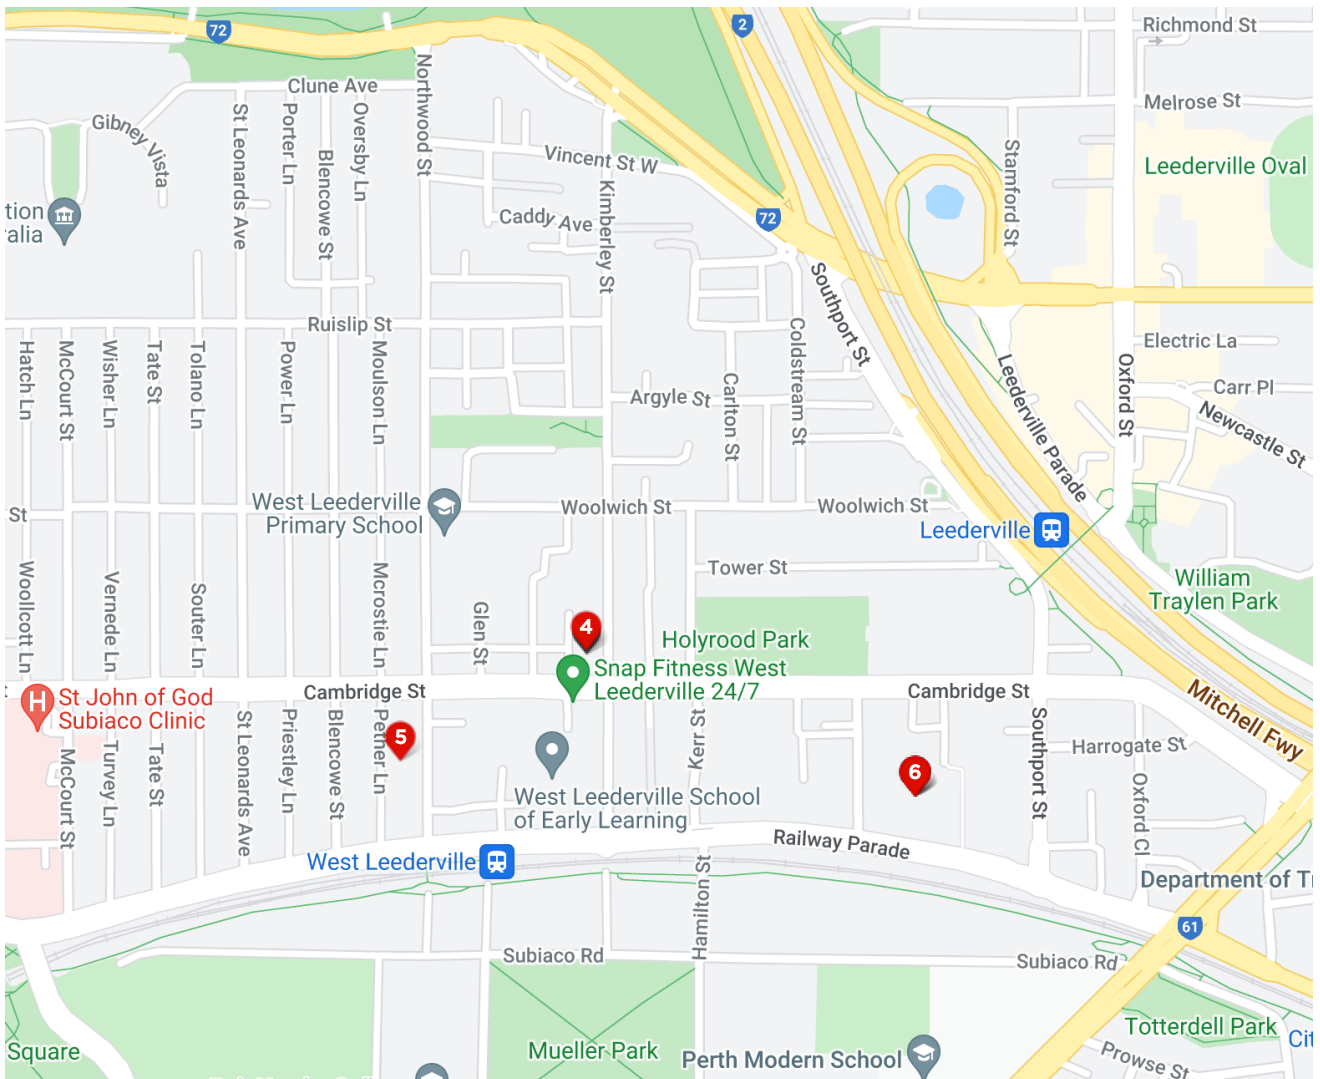 72
2
Richmond St
Clune Ave
Northwood St
Melrose St
Gibney Vista
St Leonards Ave
Porter Ln
Blencowe St
Oversby Ln
Vincent St W
Stamford St
Leederville Oval
Kimberley St
tion
ralia
Caddy Ave
72
Southport St
Ruislip St
Hatch Ln
McCourt St
Wisher Ln
Tate St
Tolano Ln
Power Ln
Moulson Ln
Coldstream St
Electric La
Leederville Parade
Oxford St
Carlton St
Argyle St
Carr Pl
Newcastle St
West Leederville
Primary School
St
Woolwich St
Woolwich St
Leederville
Woollcott Ln
Vernede Ln
Souter Ln
Mcrostie Ln
Glen St
Tower St
William
Traylen Park
4
Holyrood Park
Snap Fitness West
Leederville 24/7
St John of God
Subiaco Clinic
Cambridge St
Cambridge St
Mitchell Fwy
McCourt St
Turvey Ln
Tate St
St Leonards Ave
Priestley Ln
Blencowe St
Pether Ln
5
Kerr St
6
Southport St
Harrogate St
Oxford Cl
West Leederville School
of Early Learning
Railway Parade
West Leederville
Hamilton St
Department of Tr
61
Subiaco Rd
Subiaco Rd
Square
Mueller Park
Perth Modern School
Totterdell Park
Cit
Prowse St